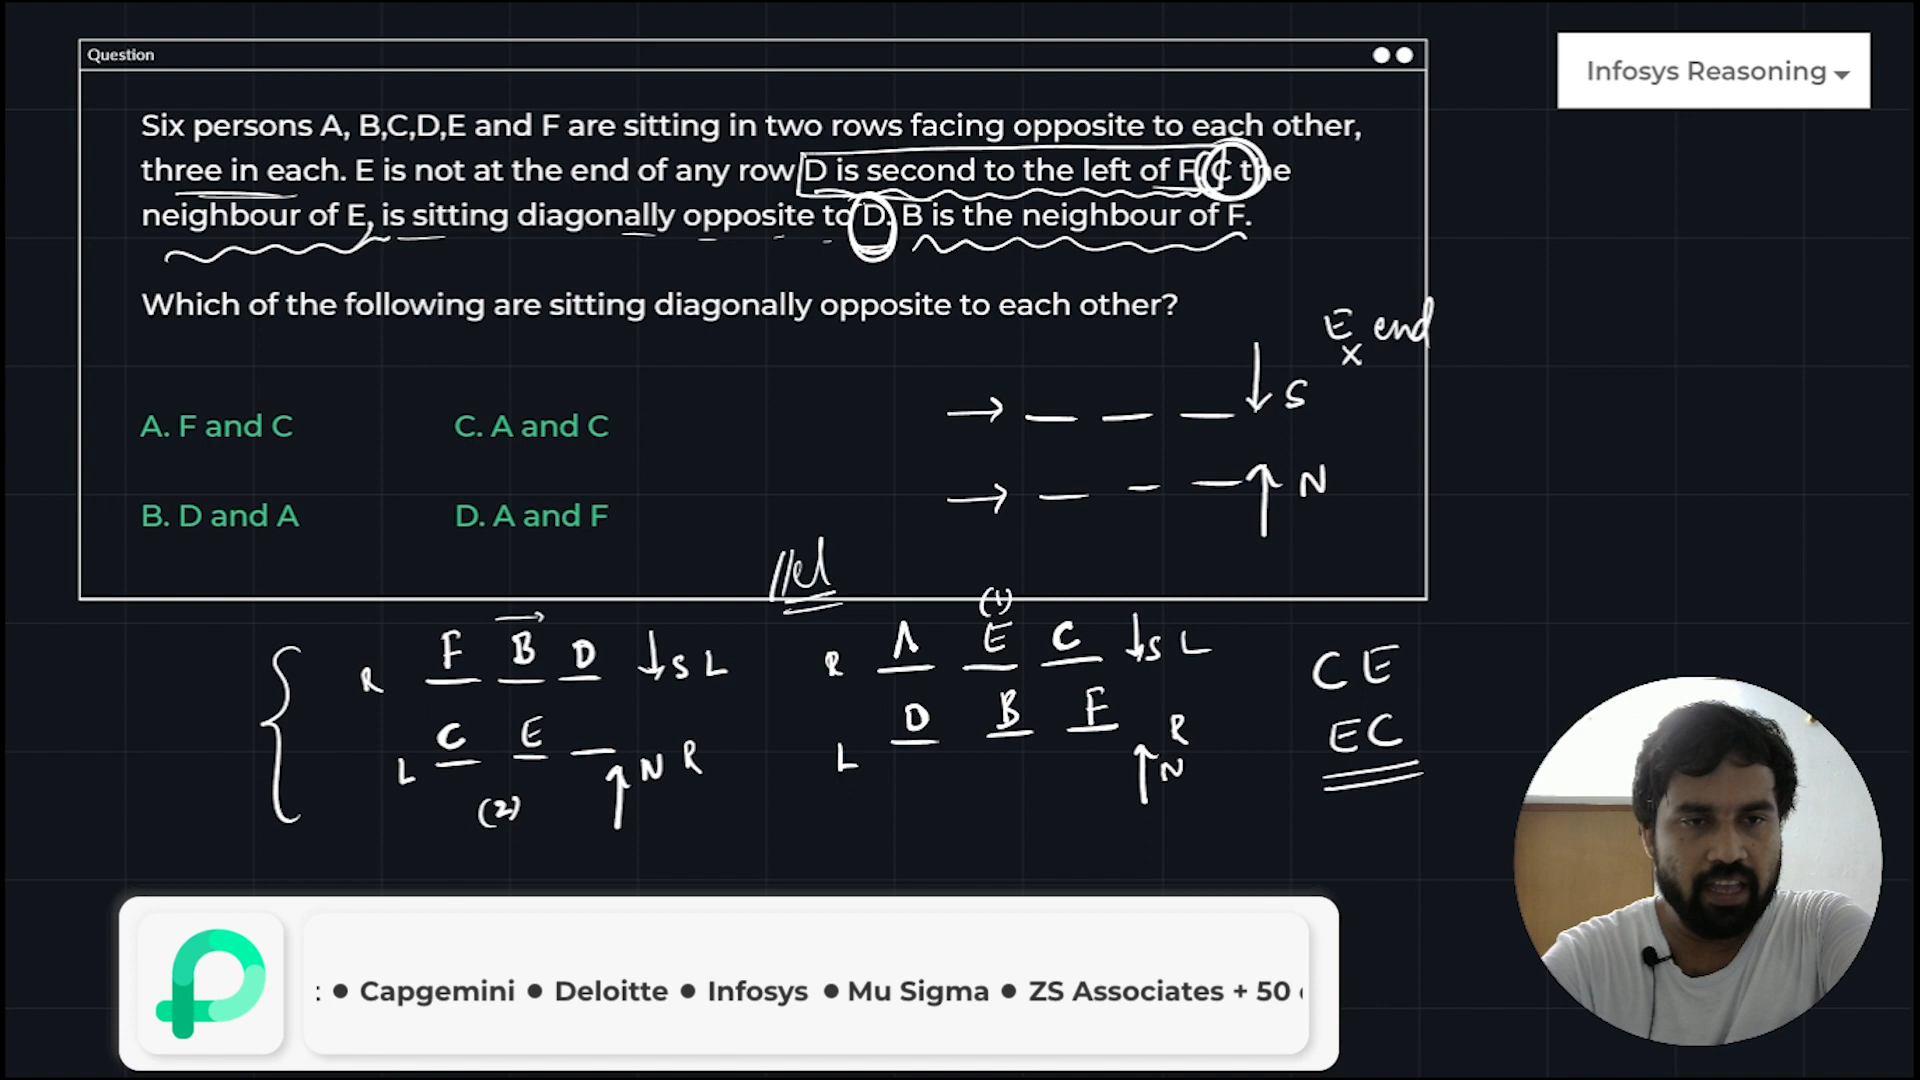 Question
Infosys Reasoning
Six persons A, B,C,D,E and F are sitting in two rows facing opposite to each other,
three in each. E is not at the end of any row D is second to the left of F. C the
neighbour of E, is sitting diagonally opposite to D. B is the neighbour of F.
Which of the following are sitting diagonally opposite to each other?
E end
x
S
A. F and C
C. A and C
N
B. D and A
D. A and F
//el
(1)
R F B D S L
R A E C S L
C E
D B F
L C E N R
L R
N
E C
(2)
: • Capgemini • Deloitte • Infosys • Mu Sigma • ZS Associates + 50